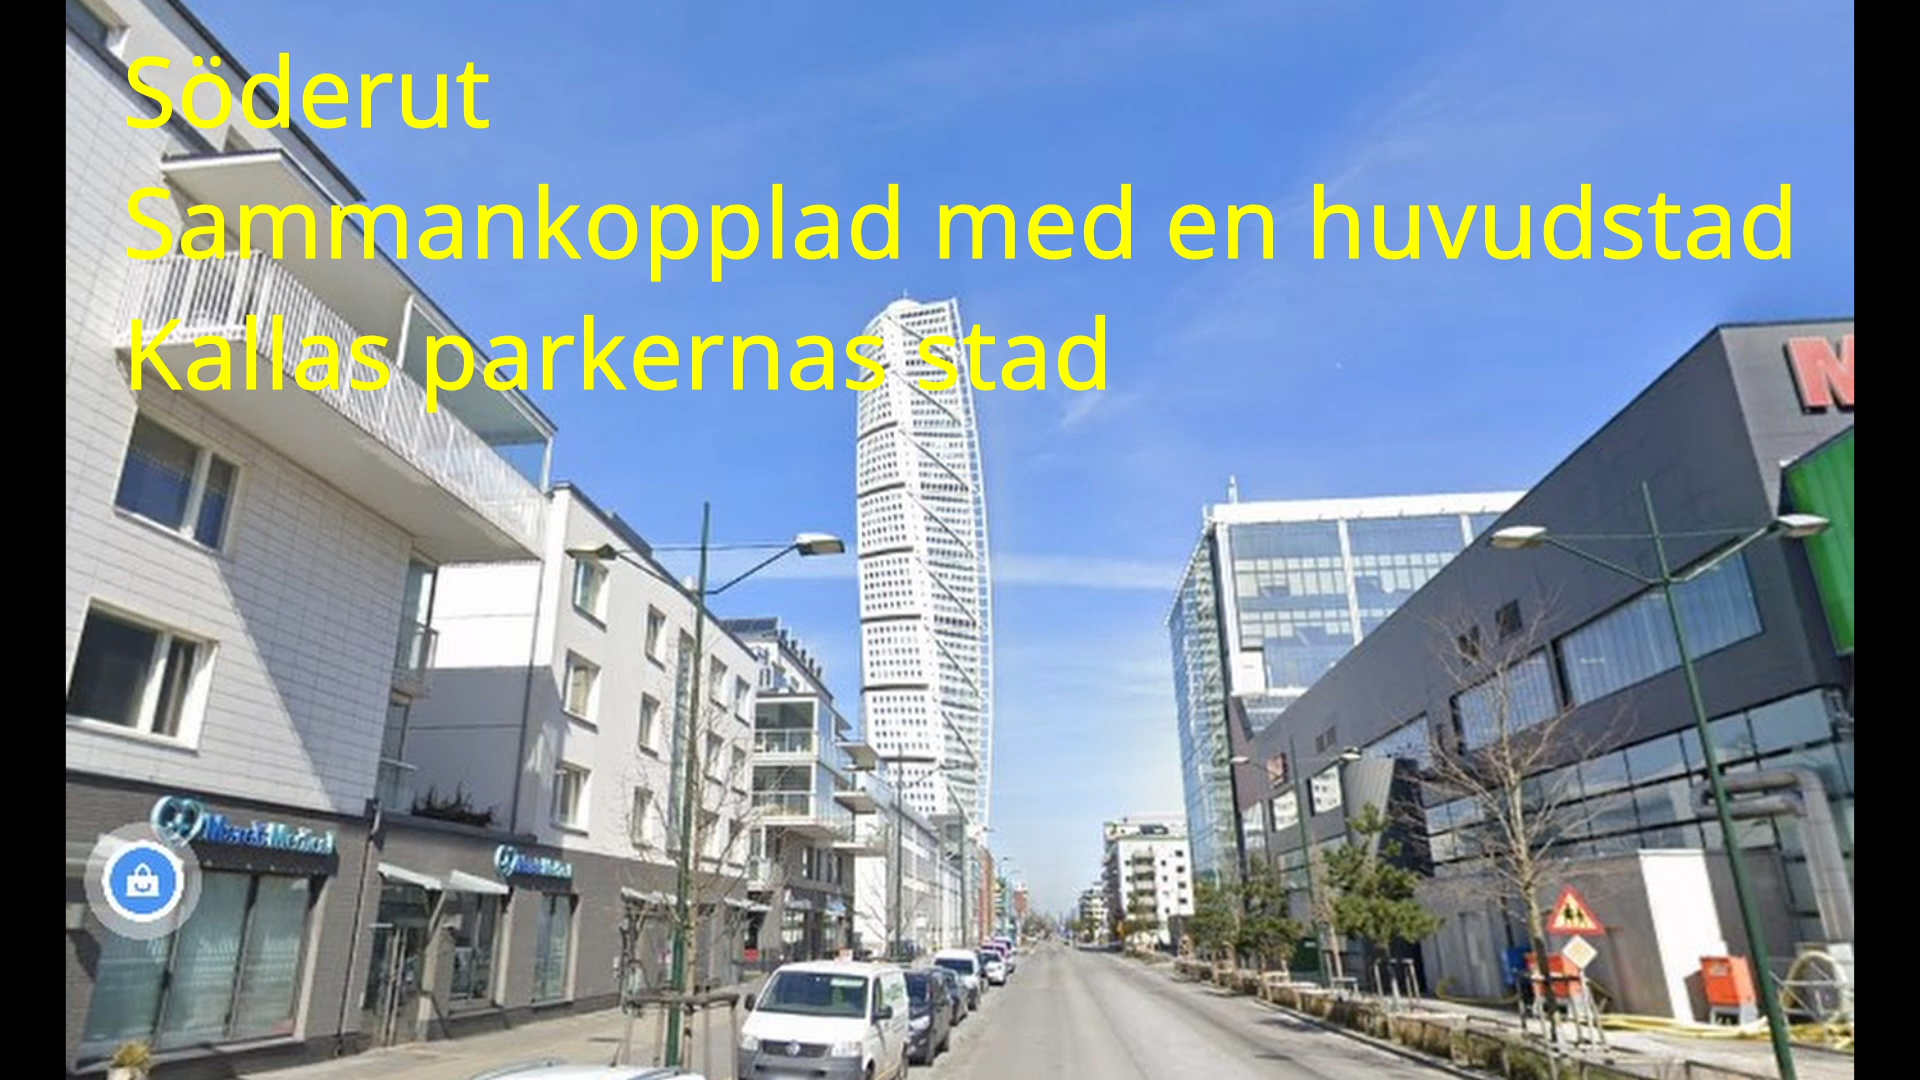 Söderut
Sammankopplad med en huvudstad
Kallas parkernas stad